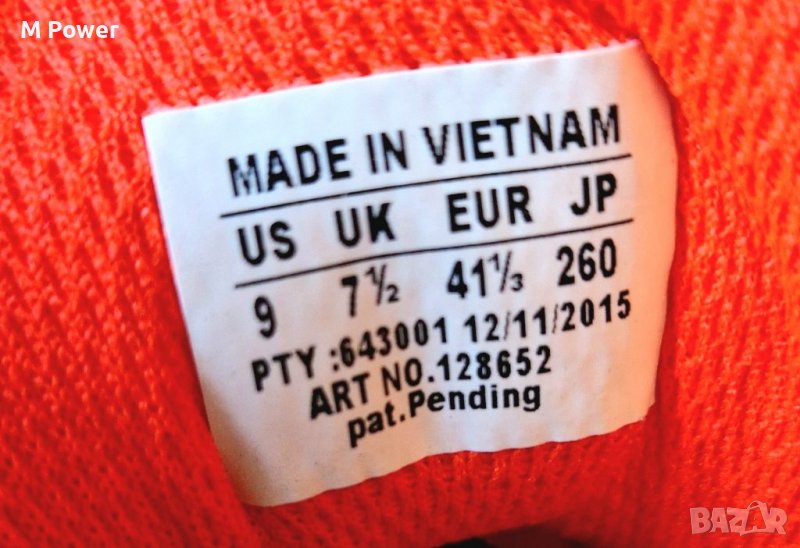 M Power
MADE IN VIETNAM
US UK EUR JP
9 7½ 41⅓ 260
PTY :643001 12/11/2015
ART NO.128652
pat.Pending
BAZAR